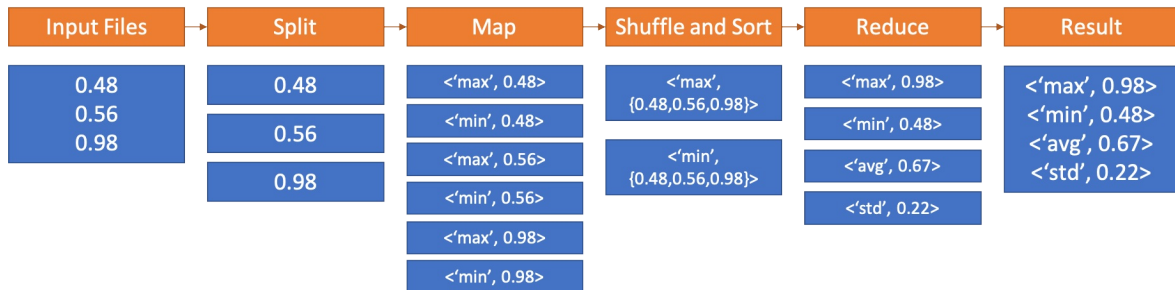 Input Files
Split
Map
Shuffle and Sort
Reduce
Result
0.48
0.56
0.98
0.48
0.56
0.98
<‘max’, 0.48>
<‘min’, 0.48>
<‘max’, 0.56>
<‘min’, 0.56>
<‘max’, 0.98>
<‘min’, 0.98>
<‘max’,
{0.48,0.56,0.98}>
<‘min’,
{0.48,0.56,0.98}>
<‘max’, 0.98>
<‘min’, 0.48>
<‘avg’, 0.67>
<‘std’, 0.22>
<‘max’, 0.98>
<‘min’, 0.48>
<‘avg’, 0.67>
<‘std’, 0.22>